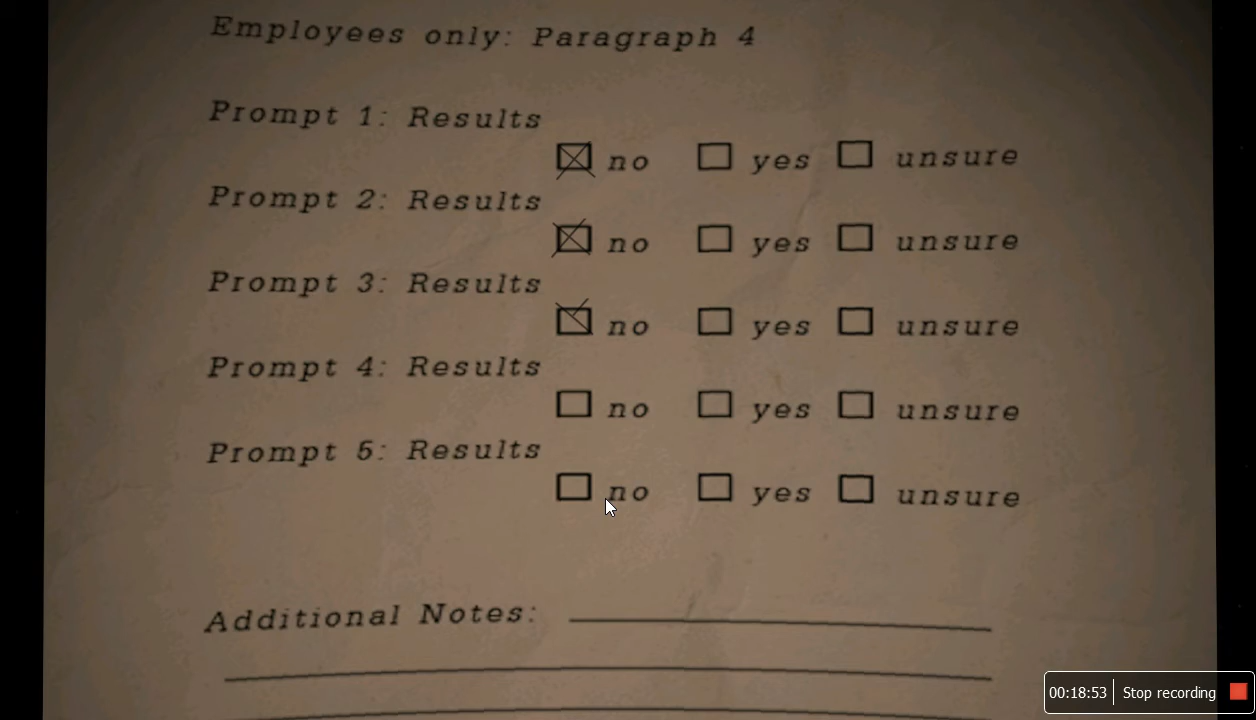 Employees only: Paragraph 4
Prompt 1: Results
no yes unsure
Prompt 2: Results
no yes unsure
Prompt 3: Results
no yes unsure
Prompt 4: Results
no yes unsure
Prompt 5: Results
no yes unsure
Additional Notes:
00:18:53 Stop recording